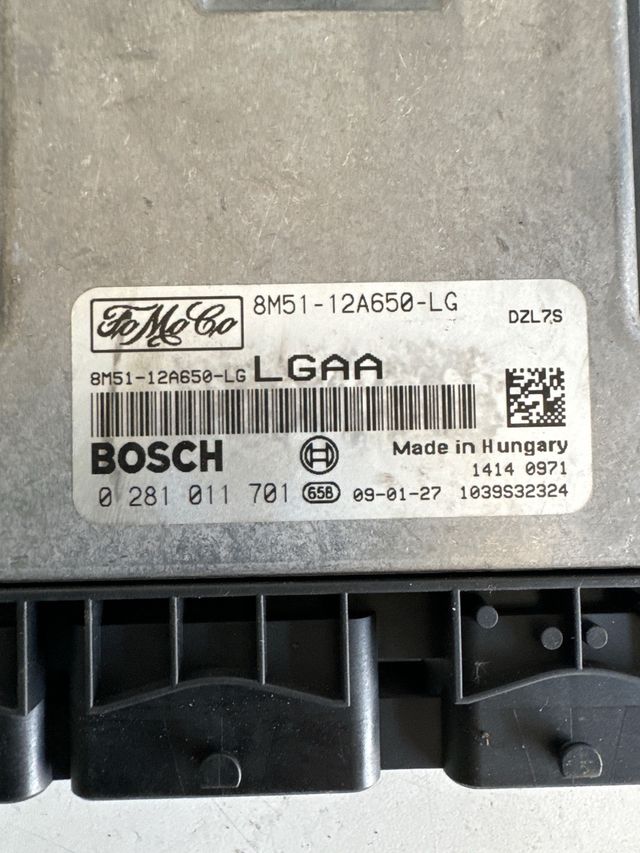 FoMoCo
8M51-12A650-LG
DZL7S
8M51-12A650-LG LGAA
BOSCH
Made in Hungary
1414 0971
0 281 011 701 658 09-01-27 1039S32324